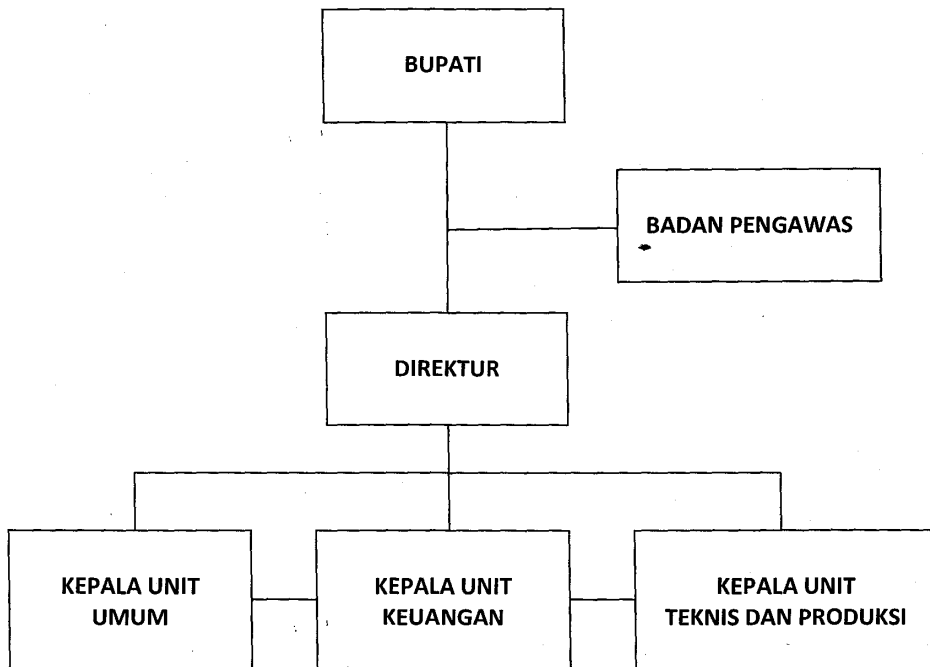 BUPATI
BADAN PENGAWAS
DIREKTUR
KEPALA UNIT
UMUM
KEPALA UNIT
KEUANGAN
KEPALA UNIT
TEKNIS DAN PRODUKSI